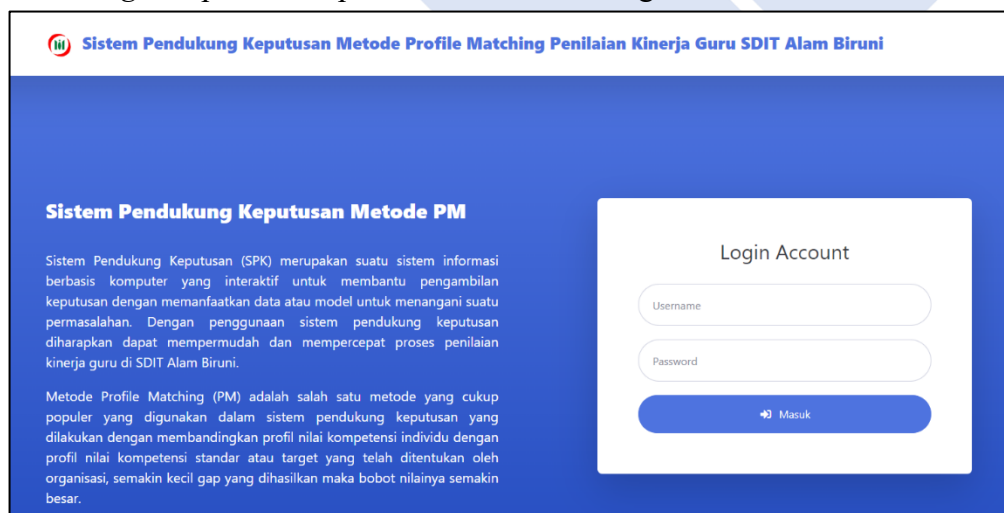 Sistem Pendukung Keputusan Metode Profile Matching Penilaian Kinerja Guru SDIT Alam Biruni
Sistem Pendukung Keputusan Metode PM
Sistem Pendukung Keputusan (SPK) merupakan suatu sistem informasi
berbasis komputer yang interaktif untuk membantu pengambilan
keputusan dengan memanfaatkan data atau model untuk menangani suatu
permasalahan. Dengan penggunaan sistem pendukung keputusan
diharapkan dapat mempermudah dan mempercepat proses penilaian
kinerja guru di SDIT Alam Biruni.
Metode Profile Matching (PM) adalah salah satu metode yang cukup
populer yang digunakan dalam sistem pendukung keputusan yang
dilakukan dengan membandingkan profil nilai kompetensi individu dengan
profil nilai kompetensi standar atau target yang telah ditentukan oleh
organisasi, semakin kecil gap yang dihasilkan maka bobot nilainya semakin
besar.
Login Account
Username
Password
Masuk